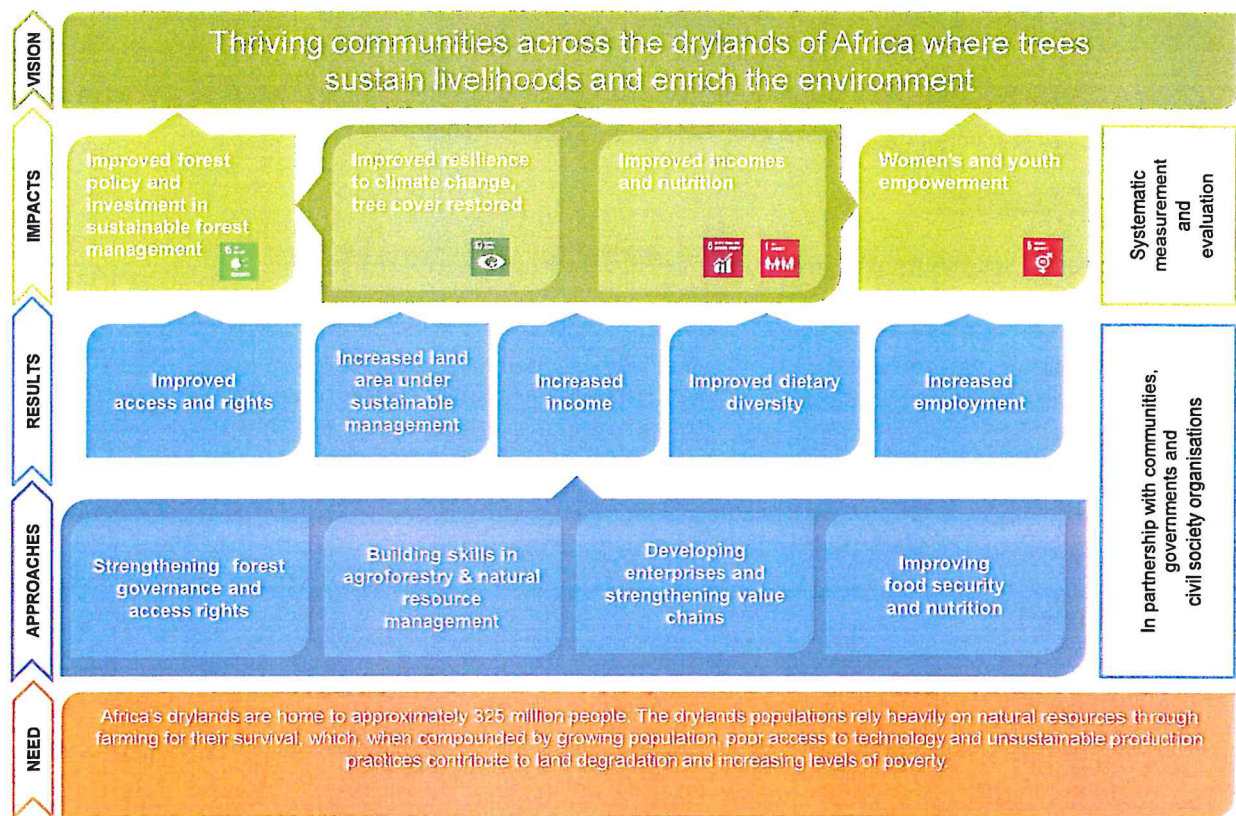 VISION
Thriving communities across the drylands of Africa where trees
sustain livelihoods and enrich the environment
IMPACTS
Improved forest
policy and
investment in
sustainable forest
management
Improved resilience
to climate change,
tree cover restored
Improved incomes
and nutrition
Women's and youth
empowerment
Systematic
measurement
and
evaluation
RESULTS
Improved
access and rights
Increased land
area under
sustainable
management
Increased
income
Improved dietary
diversity
Increased
employment
In partnership with communities,
governments and
civil society organisations
APPROACHES
Strengthening forest
governance and
access rights
Building skills in
agroforestry & natural
resource
management
Developing
enterprises and
strengthening value
chains
Improving
food security
and nutrition
NEED
Africa's drylands are home to approximately 325 million people. The drylands populations rely heavily on natural resources through
farming for their survival, which, when compounded by growing population, poor access to technology and unsustainable production
practices contribute to land degradation and increasing levels of poverty.